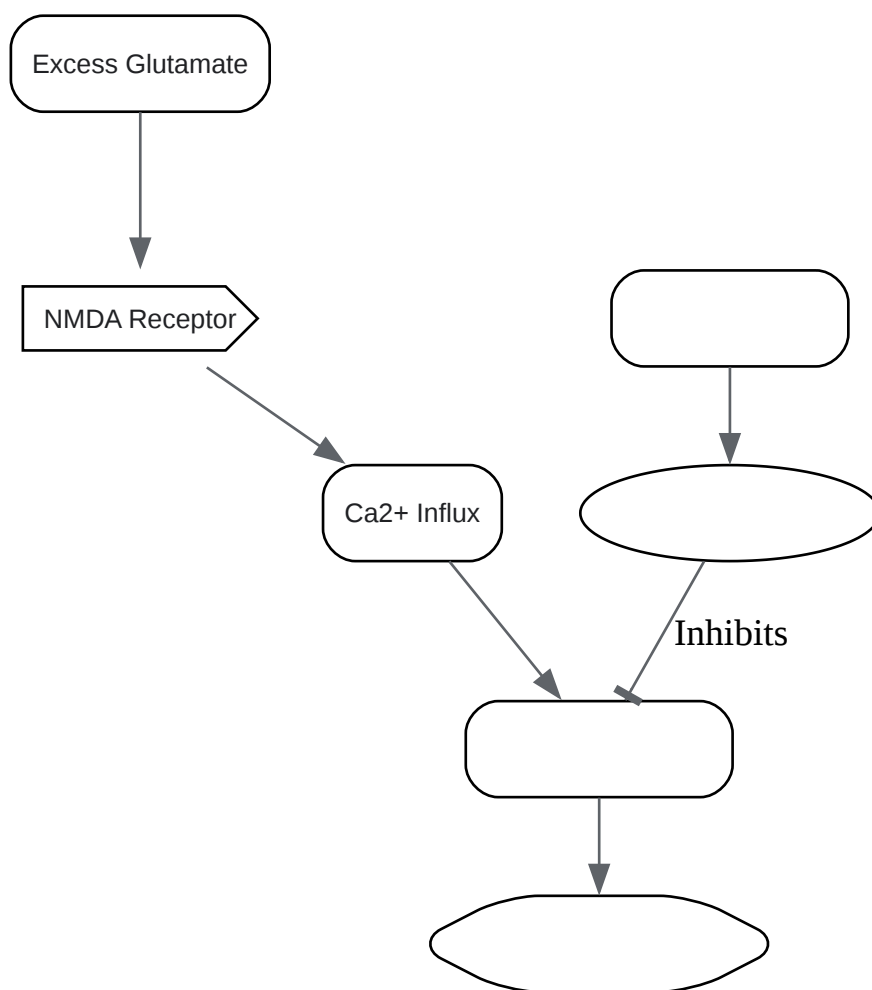 Excess Glutamate
NMDA Receptor
Ca2+ Influx
Inhibits